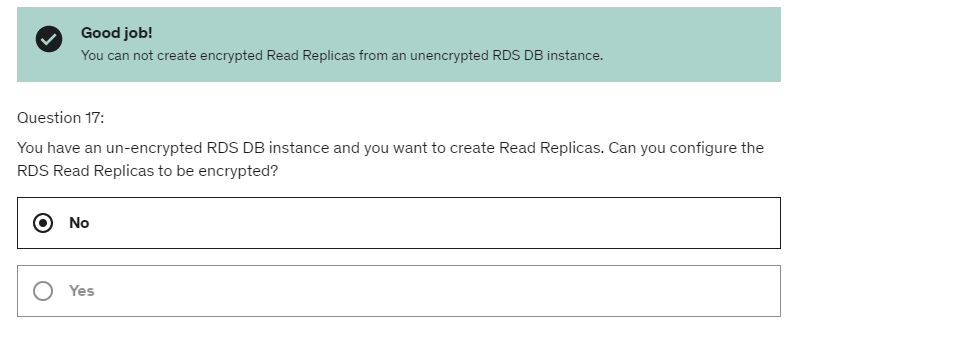 Good job!
You can not create encrypted Read Replicas from an unencrypted RDS DB instance.
Question 17:
You have an un-encrypted RDS DB instance and you want to create Read Replicas. Can you configure the
RDS Read Replicas to be encrypted?
No
Yes